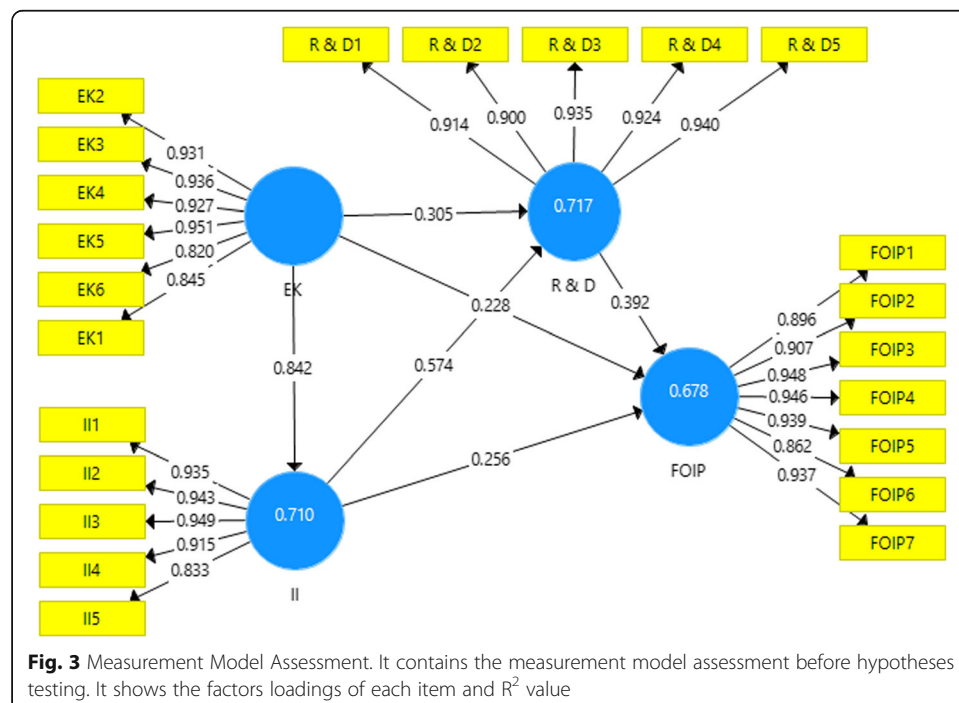 R & D1 R & D2 R & D3 R & D4 R & D5
0.914 0.900 0.935 0.924 0.940
EK2
EK3
EK4
EK5
EK6
EK1
0.931
0.936
0.927
0.951
0.820
0.845
EK
0.305
0.717
R & D
0.228
0.392
0.842
0.574
0.256
FOIP1
FOIP2
FOIP3
FOIP4
FOIP5
FOIP6
FOIP7
0.896
0.907
0.948
0.946
0.939
0.862
0.937
0.678
FOIP
II1
II2
II3
II4
II5
0.935
0.943
0.949
0.915
0.833
0.710
II
Fig. 3 Measurement Model Assessment. It contains the measurement model assessment before hypotheses
testing. It shows the factors loadings of each item and R² value